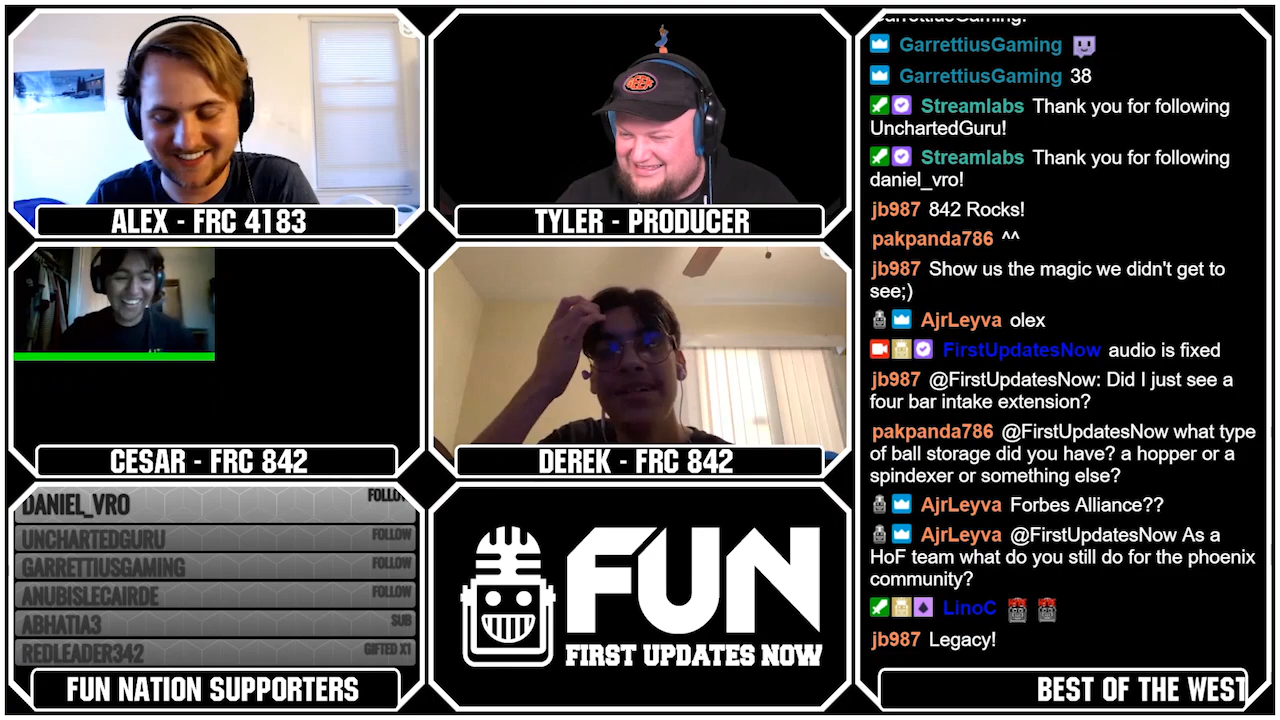 ALEX - FRC 4183
TYLER - PRODUCER
CESAR - FRC 842
DEREK - FRC 842
DANIEL_VRO FOLLOW
UNCHARTEDGURU FOLLOW
GARRETTIUSGAMING FOLLOW
ANUBISLECAIRDE FOLLOW
ABHATIA3 SUB
REDLEADER342 GIFTED X1
FUN NATION SUPPORTERS
FUN
FIRST UPDATES NOW
GarrettiusGaming!
GarrettiusGaming
GarrettiusGaming 38
Streamlabs Thank you for following
UnchartedGuru!
Streamlabs Thank you for following
daniel_vro!
jb987 842 Rocks!
pakpanda786 ^^
jb987 Show us the magic we didn't get to
see;)
AjrLeyva olex
FirstUpdatesNow audio is fixed
jb987 @FirstUpdatesNow: Did I just see a
four bar intake extension?
pakpanda786 @FirstUpdatesNow what type
of ball storage did you have? a hopper or a
spindexer or something else?
AjrLeyva Forbes Alliance??
AjrLeyva @FirstUpdatesNow As a
HoF team what do you still do for the phoenix
community?
LinoC
jb987 Legacy!
BEST OF THE WEST